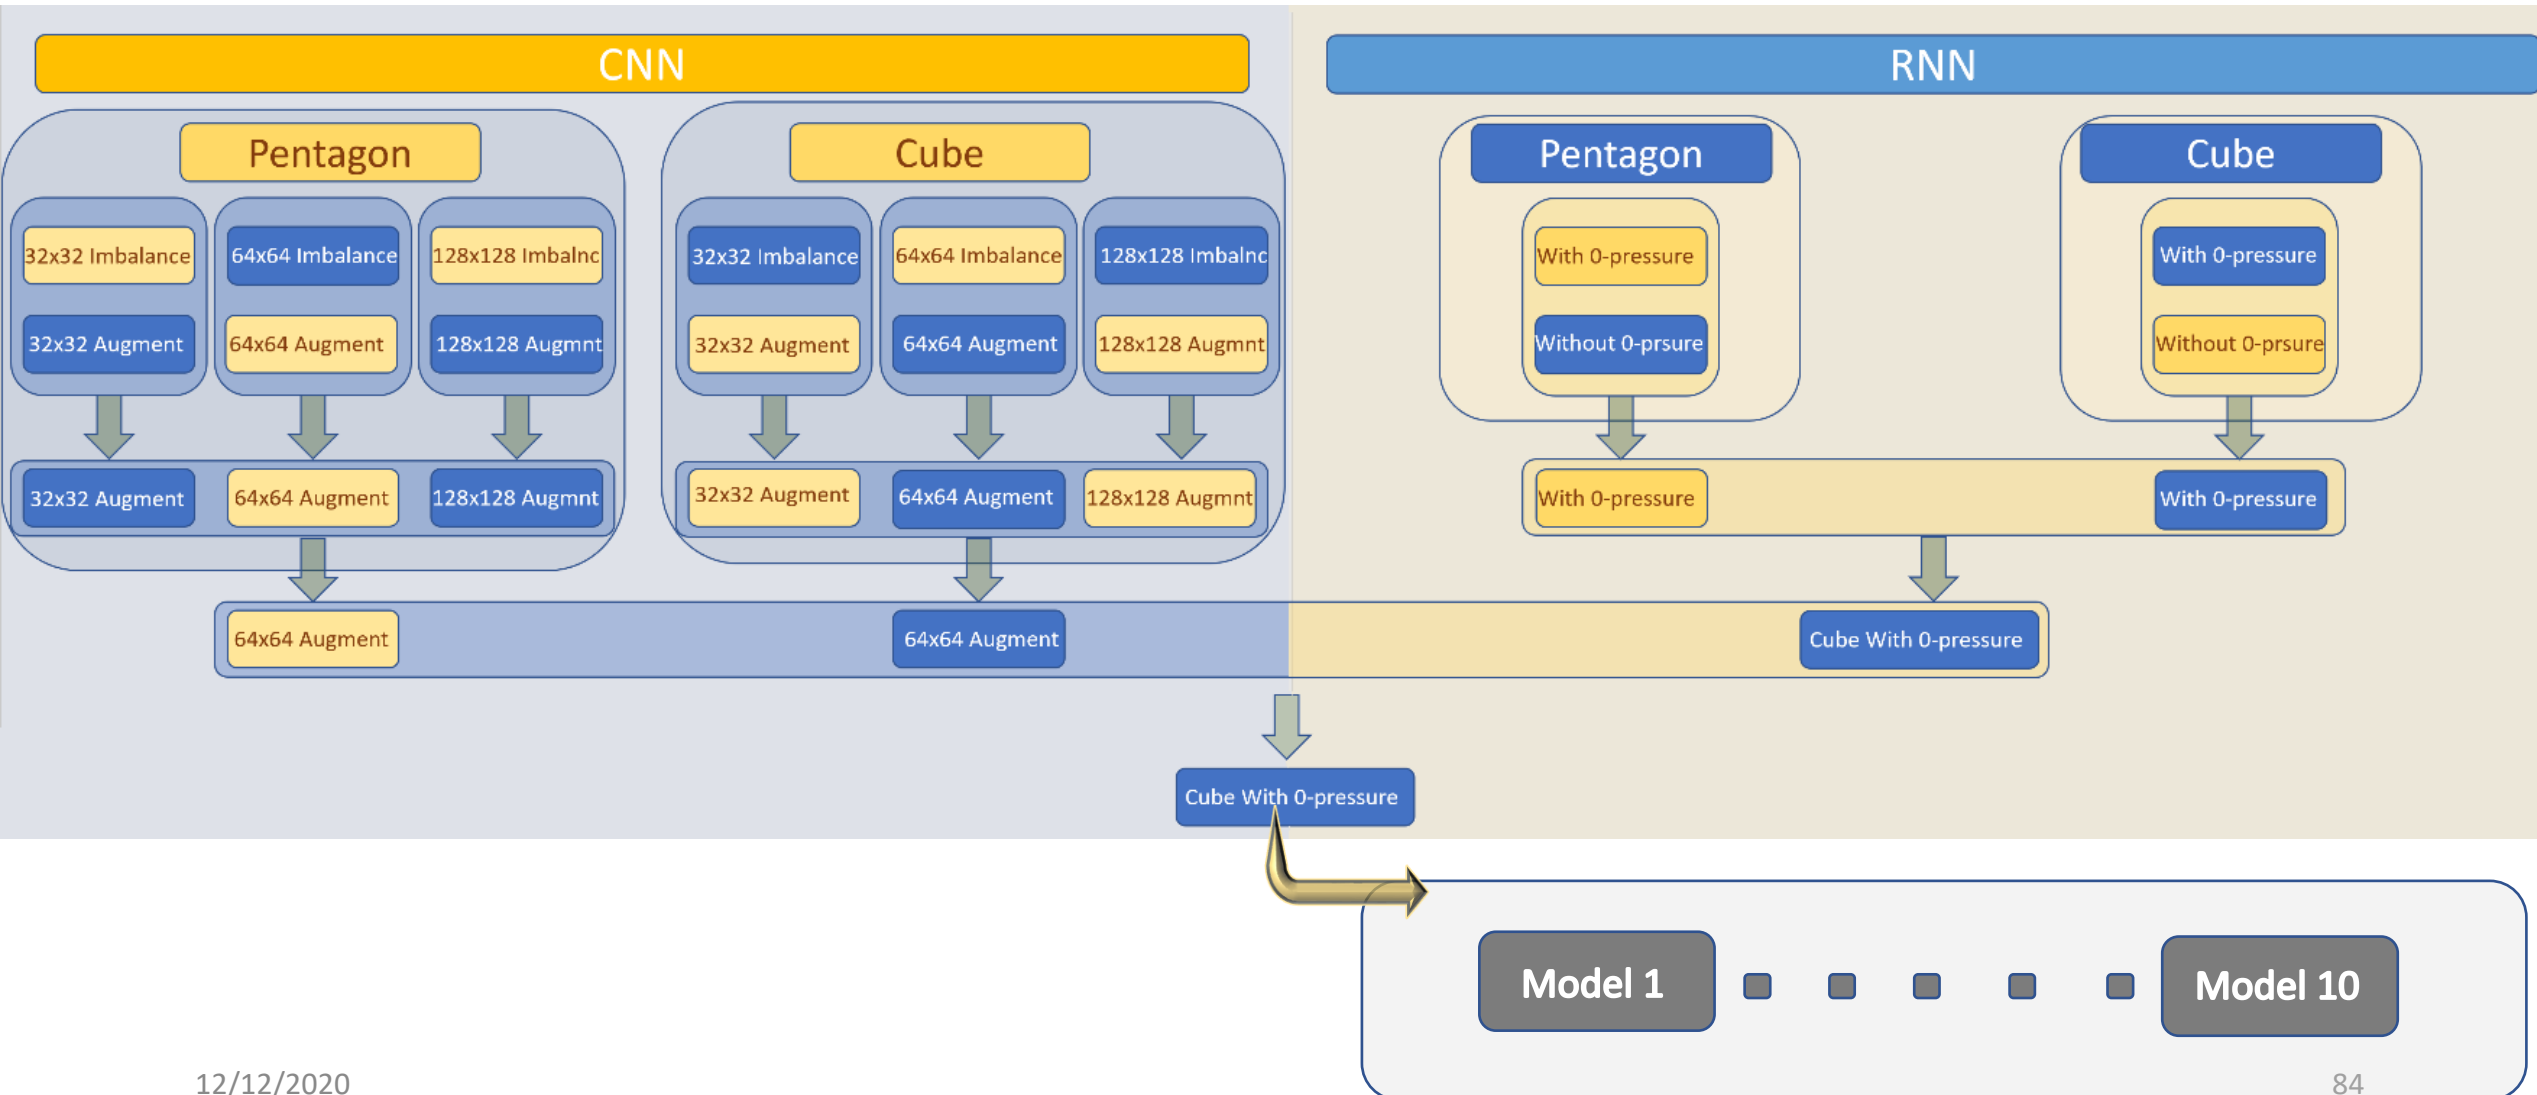 CNN
RNN
Pentagon
Cube
Pentagon
Cube
32x32 Imbalance
64x64 Imbalance
128x128 Imbalnc
32x32 Imbalance
64x64 Imbalance
128x128 Imbalnc
With 0-pressure
With 0-pressure
32x32 Augment
64x64 Augment
128x128 Augmnt
32x32 Augment
64x64 Augment
128x128 Augmnt
Without 0-prsure
Without 0-prsure
32x32 Augment
64x64 Augment
128x128 Augmnt
32x32 Augment
64x64 Augment
128x128 Augmnt
With 0-pressure
With 0-pressure
64x64 Augment
64x64 Augment
Cube With 0-pressure
Cube With 0-pressure
Model 1
Model 10
12/12/2020
84